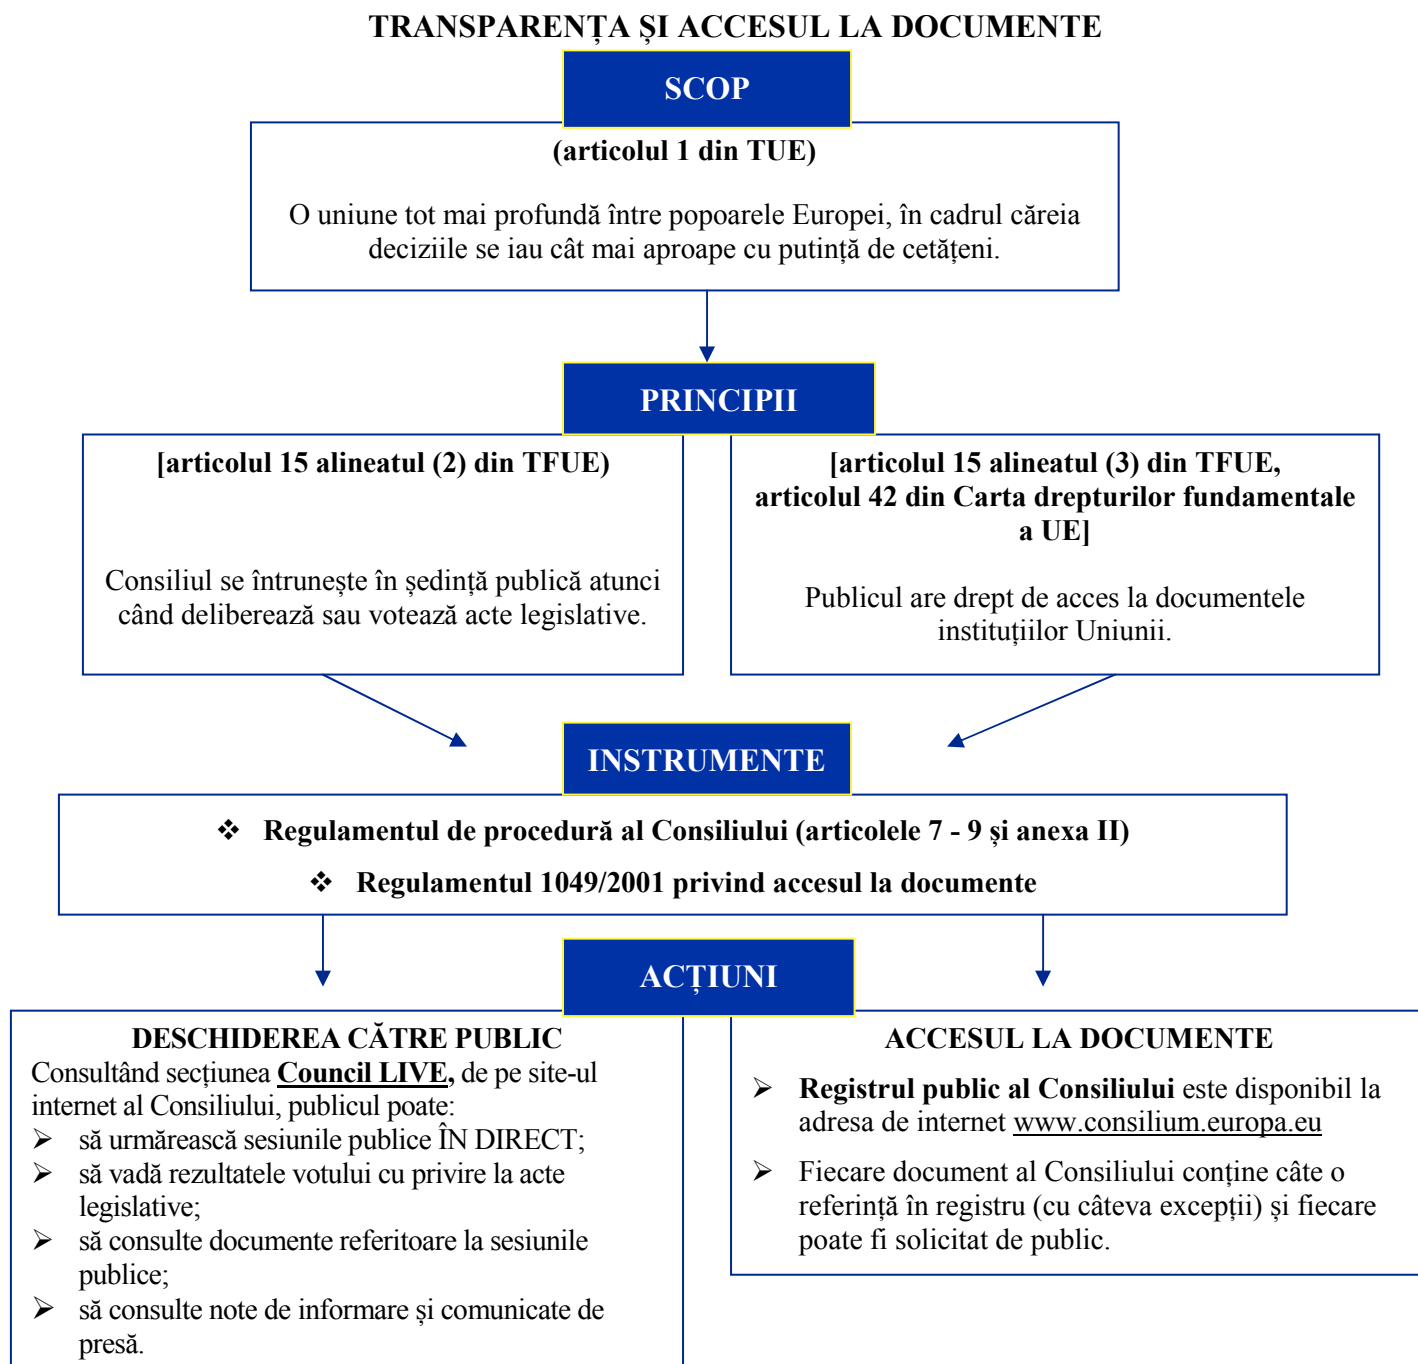 TRANSPARENȚA ȘI ACCESUL LA DOCUMENTE
SCOP
(articolul 1 din TUE)
O uniune tot mai profundă între popoarele Europei, în cadrul căreia
deciziile se iau cât mai aproape cu putință de cetățeni.
PRINCIPII
[articolul 15 alineatul (2) din TFUE)
Consiliul se întrunește în ședință publică atunci
când deliberează sau votează acte legislative.
[articolul 15 alineatul (3) din TFUE,
articolul 42 din Carta drepturilor fundamentale
a UE]
Publicul are drept de acces la documentele
instituțiilor Uniunii.
INSTRUMENTE
❖ Regulamentul de procedură al Consiliului (articolele 7 - 9 și anexa II)
❖ Regulamentul 1049/2001 privind accesul la documente
ACȚIUNI
DESCHIDEREA CĂTRE PUBLIC
Consultând secțiunea Council LIVE, de pe site-ul
internet al Consiliului, publicul poate:
➢ să urmărească sesiunile publice ÎN DIRECT;
➢ să vadă rezultatele votului cu privire la acte
legislative;
➢ să consulte documente referitoare la sesiunile
publice;
➢ să consulte note de informare și comunicate de
presă.
ACCESUL LA DOCUMENTE
➢ Registrul public al Consiliului este disponibil la
adresa de internet www.consilium.europa.eu
➢ Fiecare document al Consiliului conține câte o
referință în registru (cu câteva excepții) și fiecare
poate fi solicitat de public.